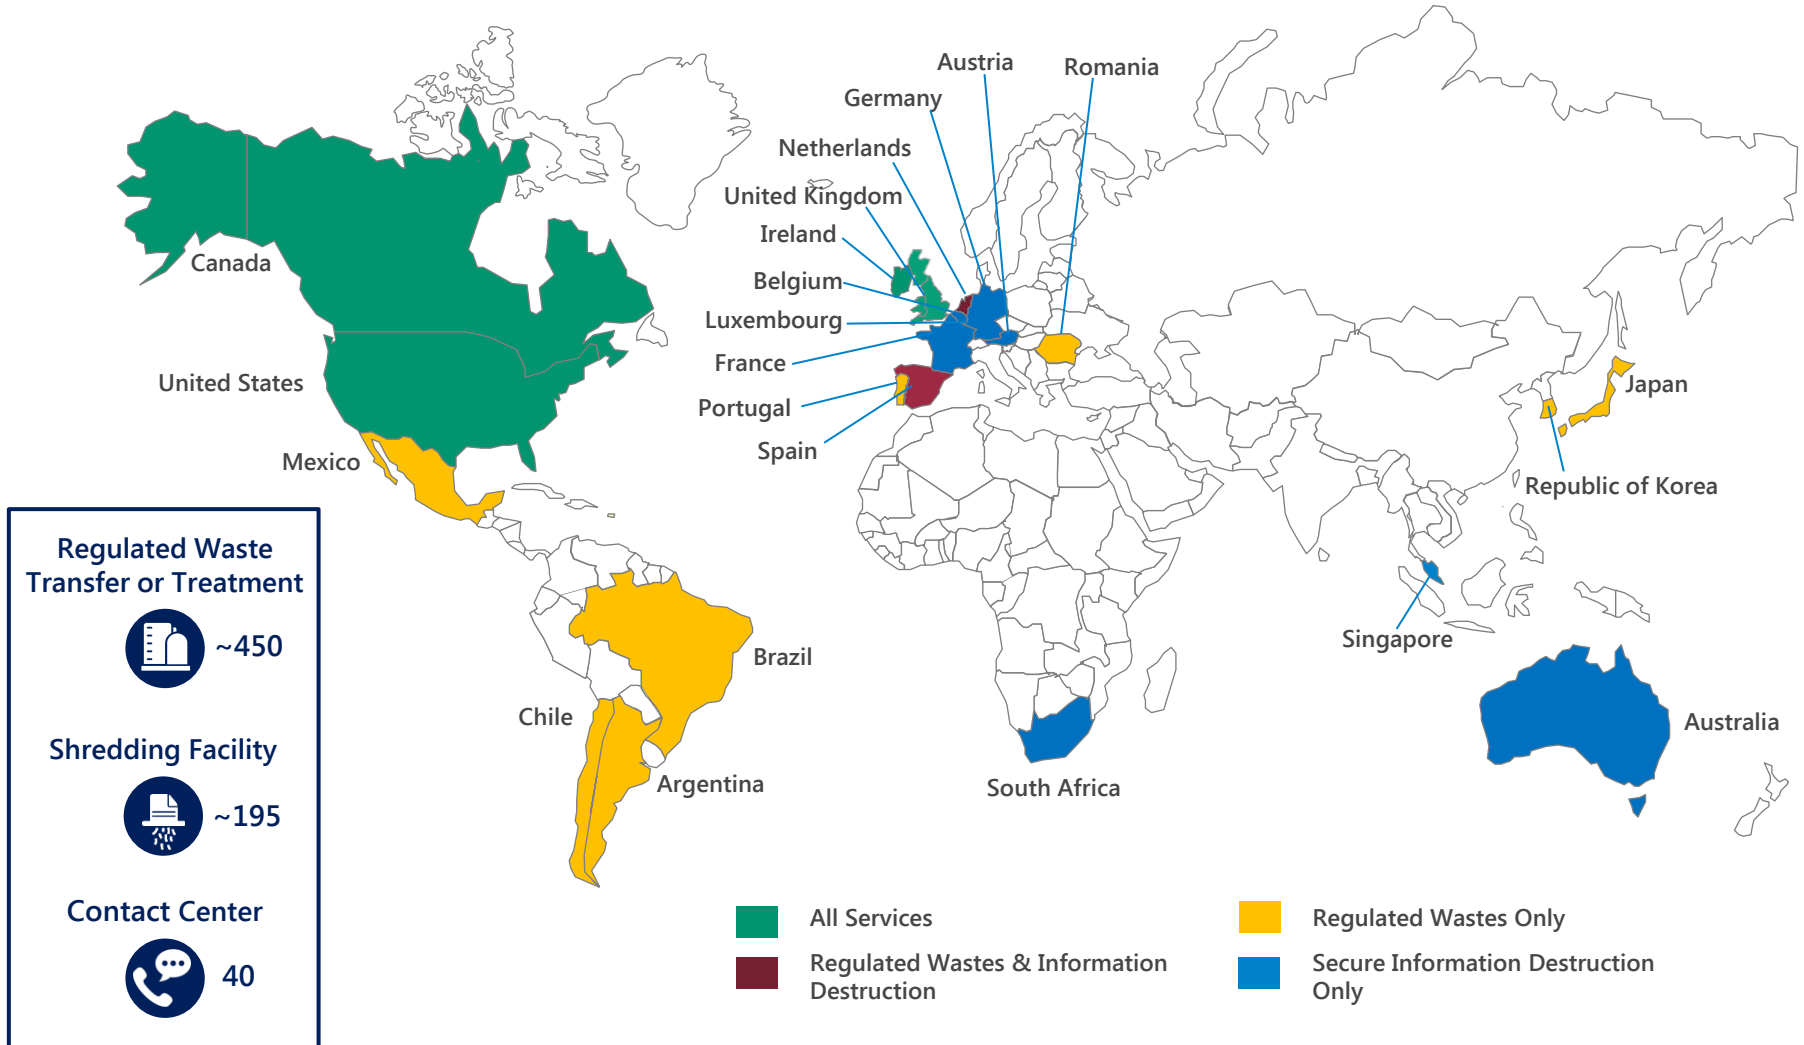 Austria
Romania
Germany
Netherlands
United Kingdom
Ireland
Canada
Belgium
Luxembourg
France
United States
Portugal
Spain
Mexico
Japan
Republic of Korea
Singapore
Brazil
Chile
Argentina
South Africa
Australia
Regulated Waste
Transfer or Treatment
~450
Shredding Facility
~195
Contact Center
40
All Services
Regulated Wastes & Information
Destruction
Regulated Wastes Only
Secure Information Destruction
Only